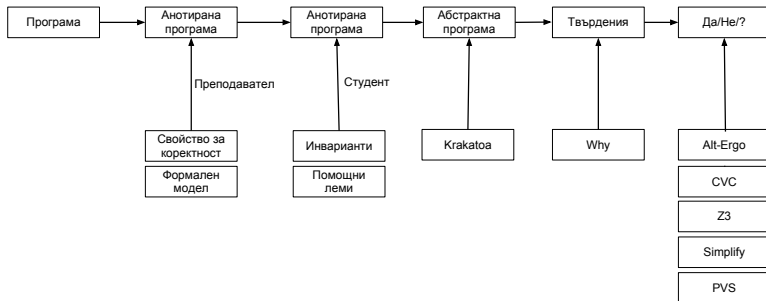 Програма
Анотирана
програма
Анотирана
програма
Абстрактна
програма
Твърдения
Да/Не/?
Преподавател
Студент
Свойство за
коректност
Формален
модел
Инварианти
Помощни
леми
Krakatoa
Why
Alt-Ergo
CVC
Z3
Simplify
PVS